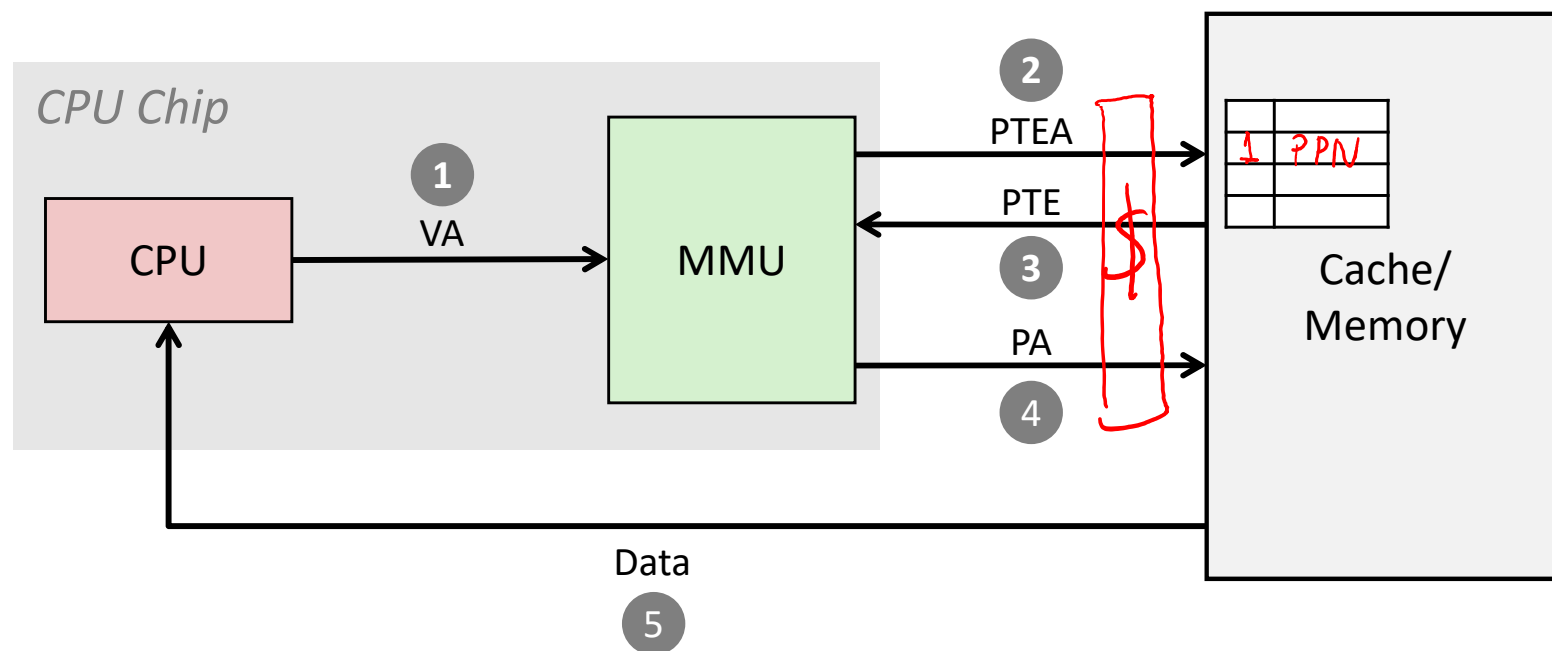 CPU Chip
1
VA
CPU
MMU
2
PTEA
PTE
3
$
PA
4
1 PPN
Cache/
Memory
Data
5